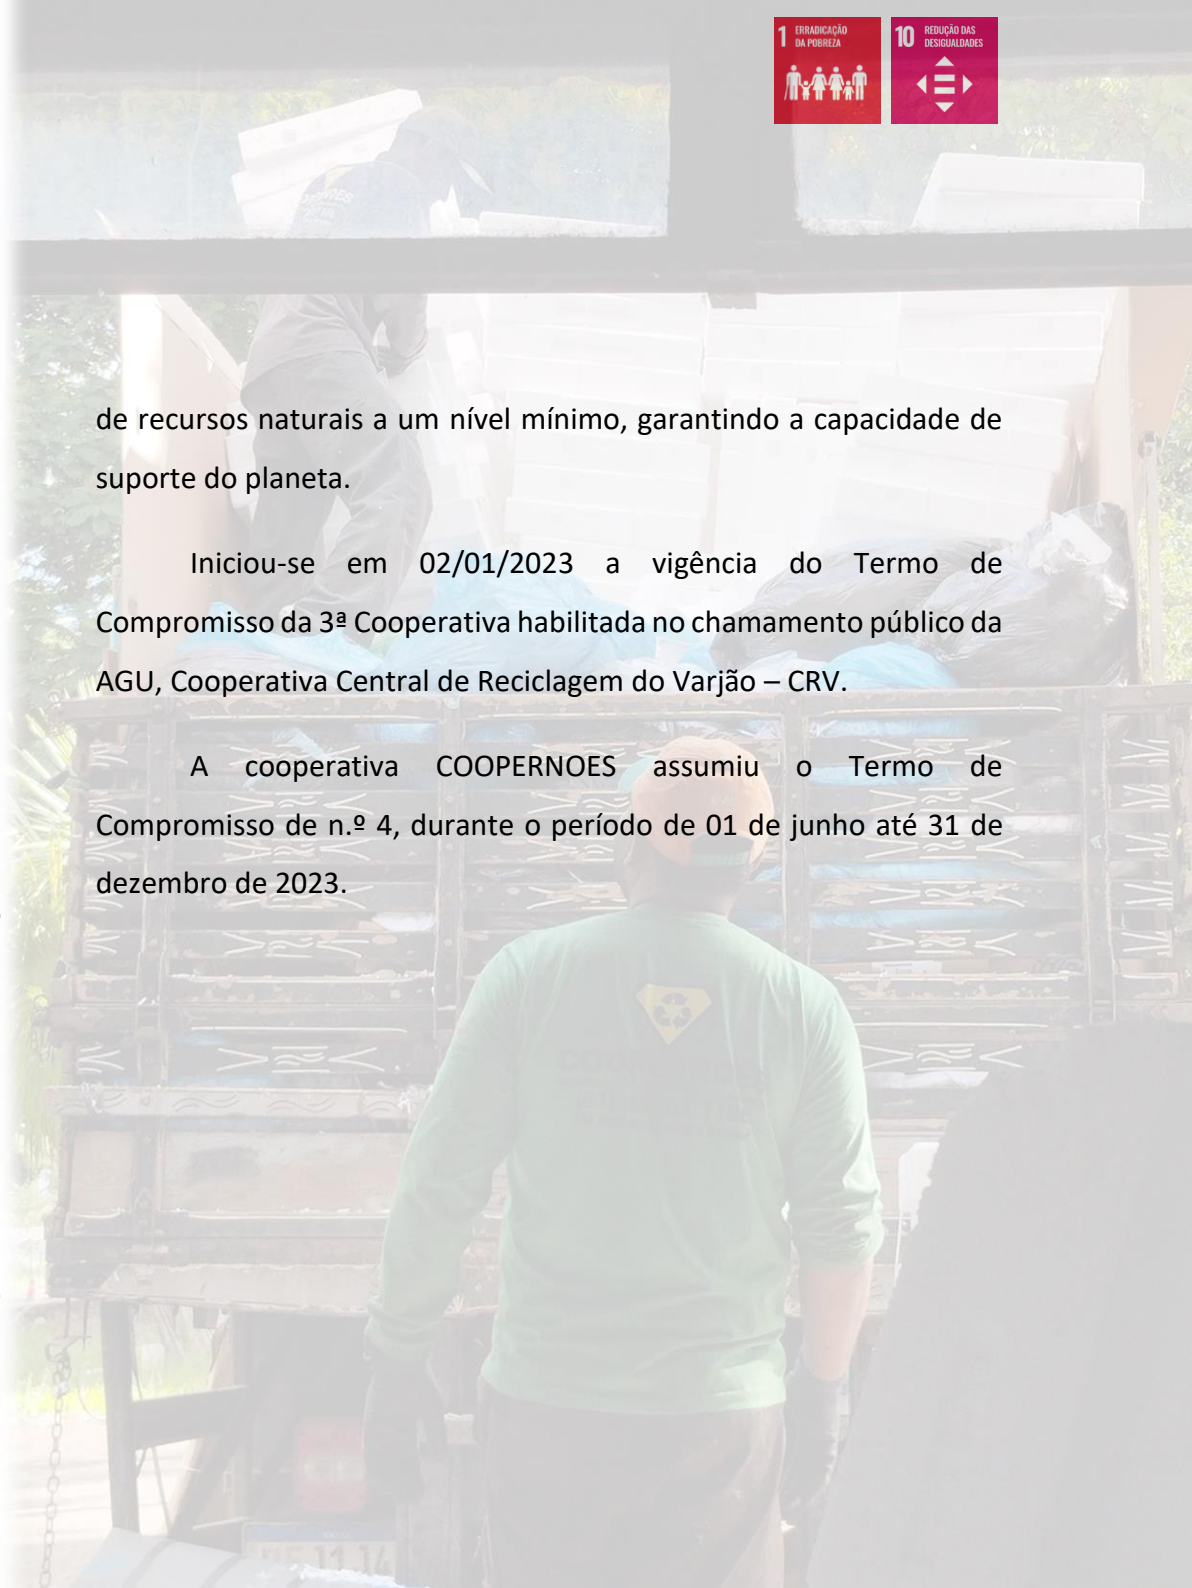 1 ERRADICAÇÃO
DA POBREZA
10 REDUÇÃO DAS
DESIGUALDADES
de recursos naturais a um nível mínimo, garantindo a capacidade de
suporte do planeta.
Iniciou-se em 02/01/2023 a vigência do Termo de
Compromisso da 3ª Cooperativa habilitada no chamamento público da
AGU, Cooperativa Central de Reciclagem do Varjão – CRV.
A cooperativa COOPERNOES assumiu o Termo de
Compromisso de n.º 4, durante o período de 01 de junho até 31 de
dezembro de 2023.